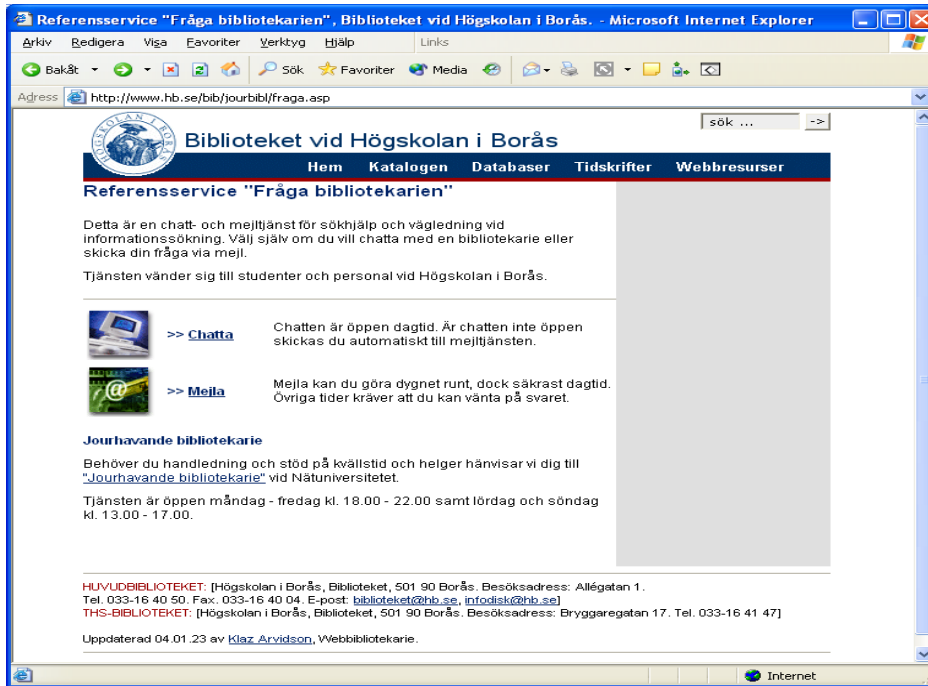 Referensservice "Fråga bibliotekarien", Biblioteket vid Högskolan i Borås. - Microsoft Internet Explorer
Arkiv Redigera Visa Favoriter Verktyg Hjälp Links
Bakåt Sök Favoriter Media
Adress http://www.hb.se/bib/jourbibl/fraga.asp
HÖGSKOLAN I BORÅS
sök ... ->
Biblioteket vid Högskolan i Borås
Hem Katalogen Databaser Tidskrifter Webbresurser
Referensservice "Fråga bibliotekarien"
Detta är en chatt- och mejltjänst för sökhjälp och vägledning vid
informationssökning. Välj själv om du vill chatta med en bibliotekarie eller
skicka din fråga via mejl.
Tjänsten vänder sig till studenter och personal vid Högskolan i Borås.
>> Chatta
Chatten är öppen dagtid. Är chatten inte öppen
skickas du automatiskt till mejltjänsten.
@
>> Mejla
Mejla kan du göra dygnet runt, dock säkrast dagtid.
Övriga tider kräver att du kan vänta på svaret.
Jourhavande bibliotekarie
Behöver du handledning och stöd på kvällstid och helger hänvisar vi dig till
"Jourhavande bibliotekarie" vid Nätuniversitetet.
Tjänsten är öppen måndag - fredag kl. 18.00 - 22.00 samt lördag och söndag
kl. 13.00 - 17.00.
HUVUDBIBLIOTEKET: [Högskolan i Borås, Biblioteket, 501 90 Borås. Besöksadress: Allégatan 1.
Tel. 033-16 40 50. Fax. 033-16 40 04. E-post: biblioteket@hb.se, infodisk@hb.se]
THS-BIBLIOTEKET: [Högskolan i Borås, Biblioteket, 501 90 Borås. Besöksadress: Bryggaregatan 17. Tel. 033-16 41 47]
Uppdaterad 04.01.23 av Klaz Arvidson, Webbibliotekarie.
Internet